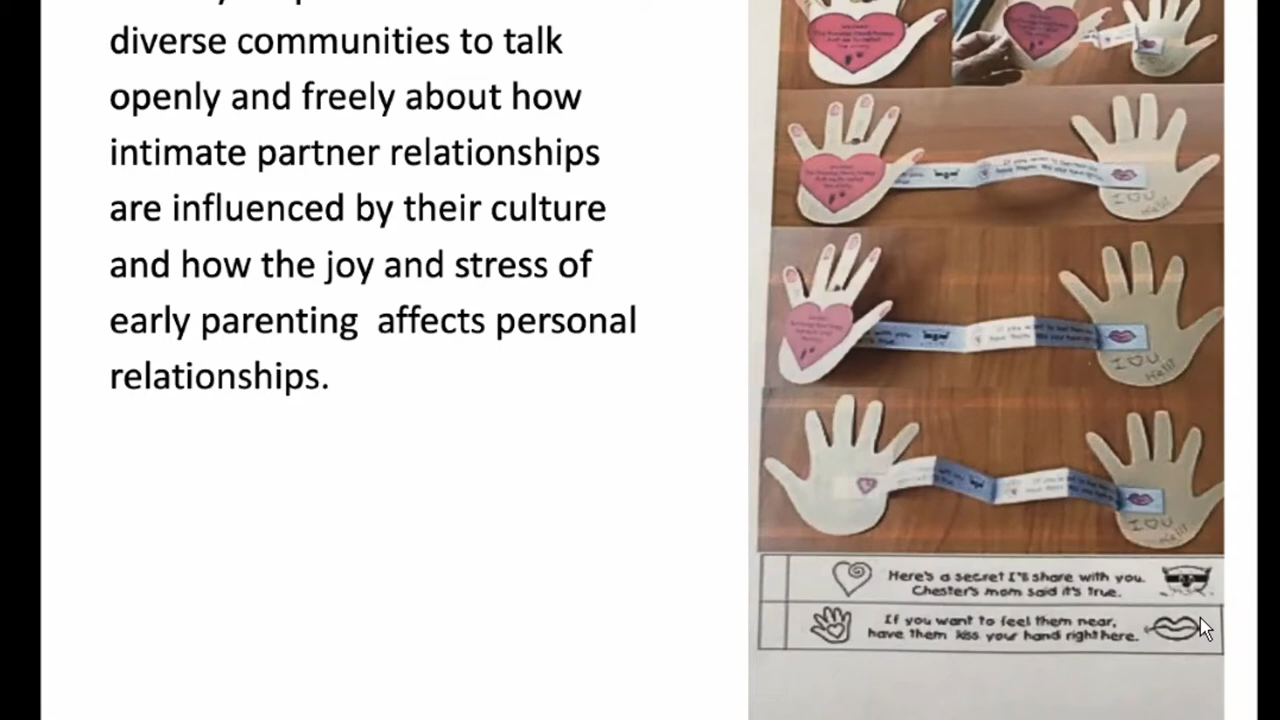 diverse communities to talk
openly and freely about how
intimate partner relationships
are influenced by their culture
and how the joy and stress of
early parenting  affects personal
relationships.
I ♡ U
I ♡ U
I ♡ U
Here's a secret I'll share with you.
Chester's mom said it's true.
If you want to feel them near,
have them kiss your hand right here.